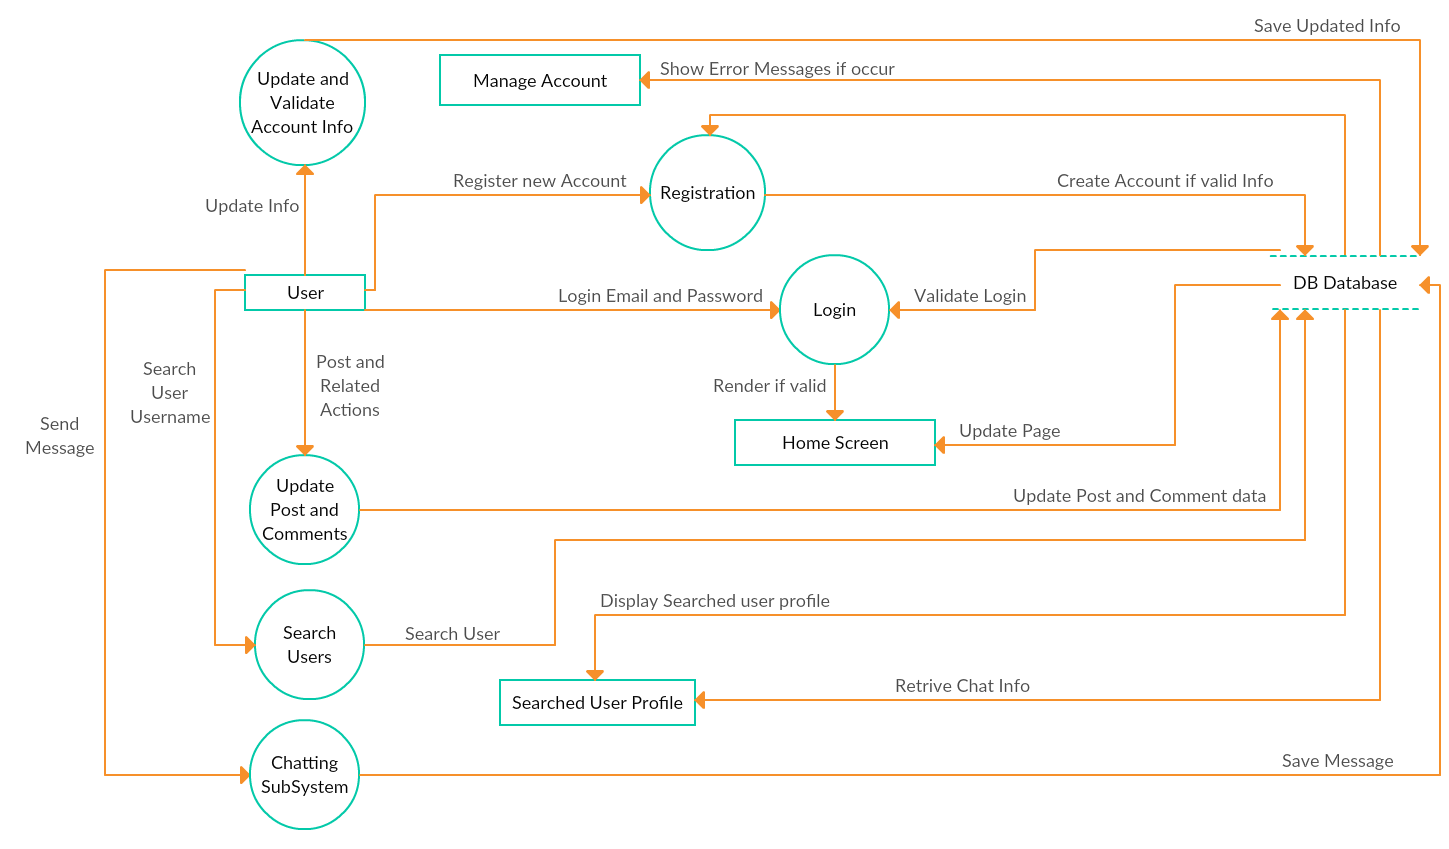 Save Updated Info
Update and
Validate
Account Info
Manage Account
Show Error Messages if occur
Register new Account
Registration
Create Account if valid Info
Update Info
User
Login Email and Password
Login
Validate Login
DB Database
Post and
Related
Actions
Search
User
Username
Send
Message
Render if valid
Home Screen
Update Page
Update
Post and
Comments
Update Post and Comment data
Display Searched user profile
Search
Users
Search User
Searched User Profile
Retrive Chat Info
Chatting
SubSystem
Save Message